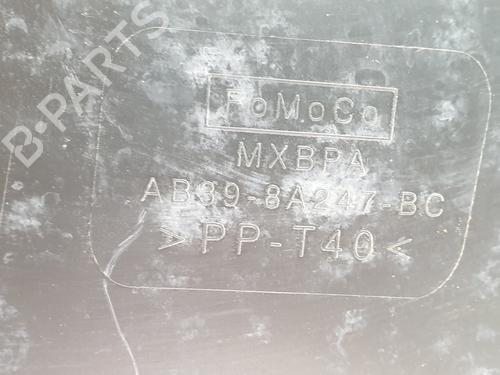 B-PARTS
FoMoCo
MXBPA
AB39-8A247-BC
>PP-T40<